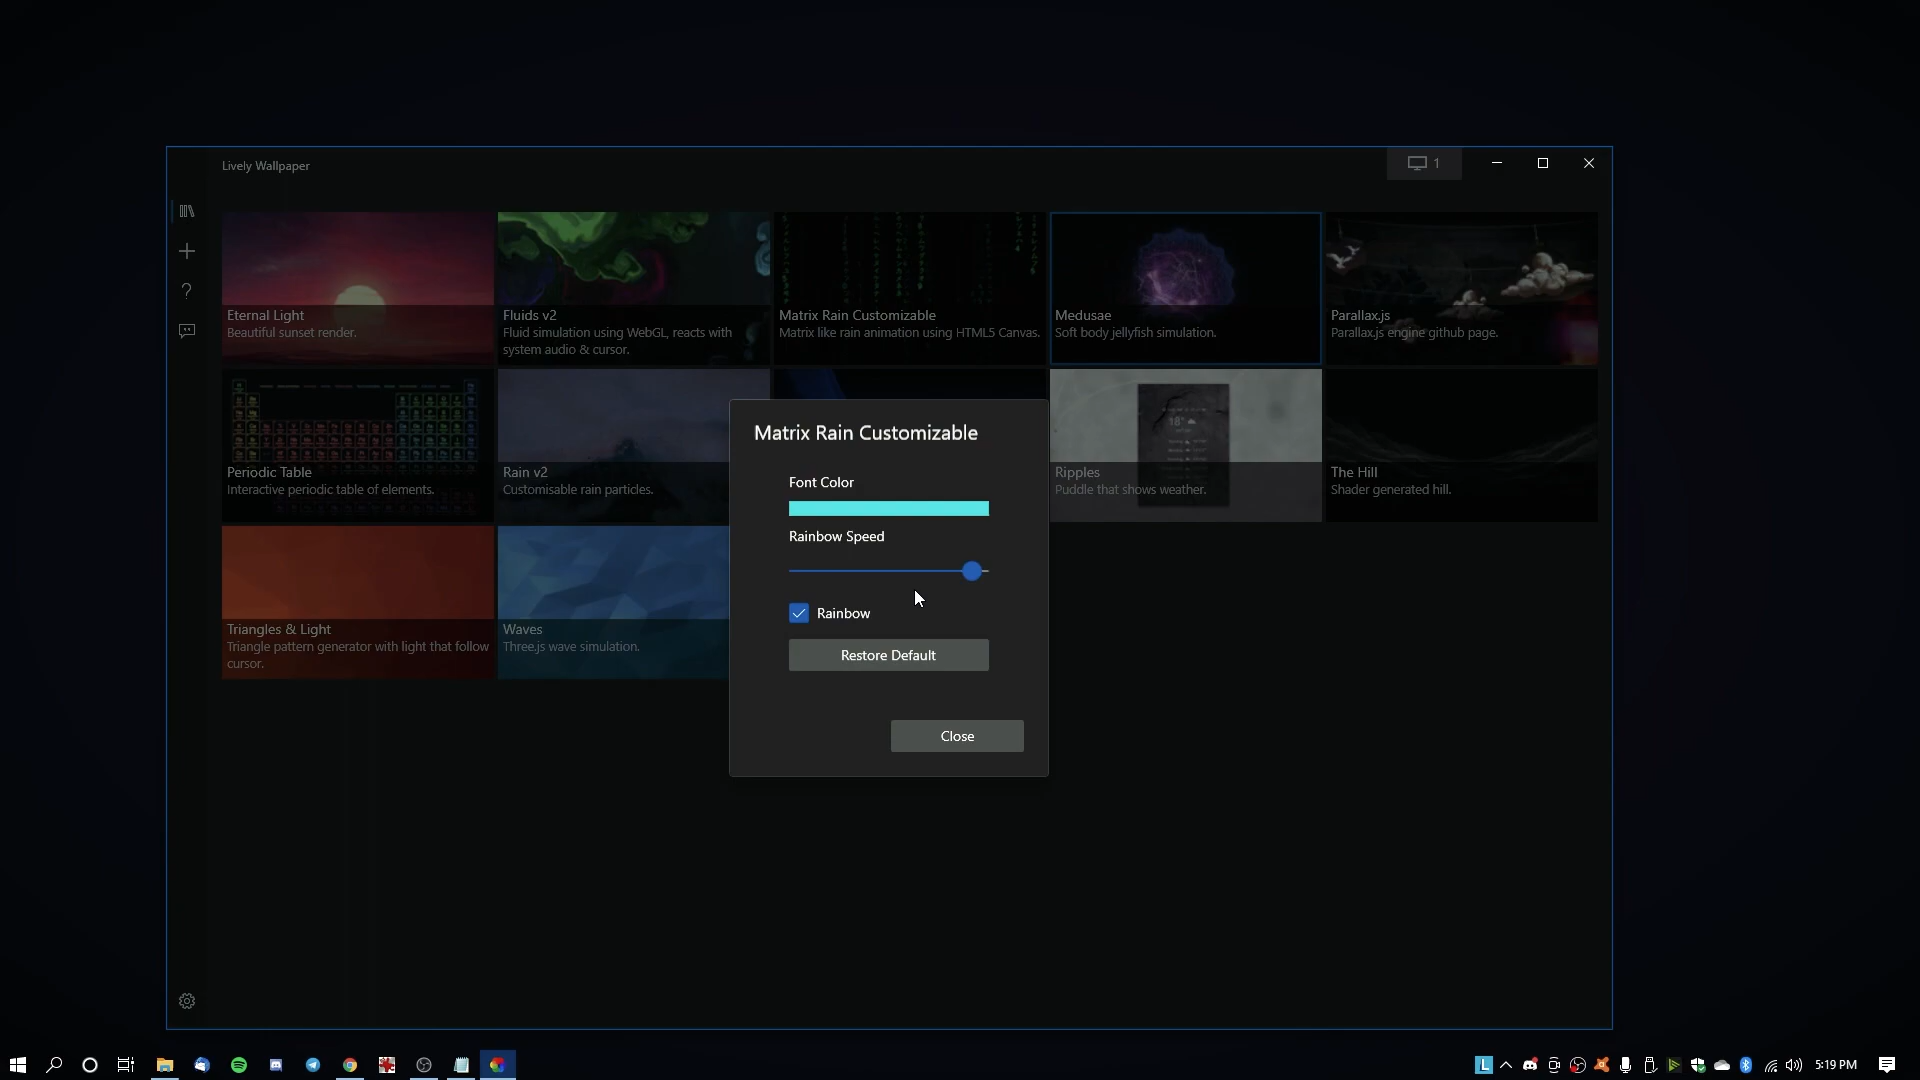 Lively Wallpaper
1
Eternal Light
Beautiful sunset render.
Fluids v2
Fluid simulation using WebGL, reacts with
system audio & cursor.
Matrix Rain Customizable
Matrix like rain animation using HTML5 Canvas.
Medusae
Soft body jellyfish simulation.
Parallax.js
Parallax.js engine github page.
Periodic Table
Interactive periodic table of elements.
Rain v2
Customisable rain particles.
18°
Ripples
Puddle that shows weather.
The Hill
Shader generated hill.
Triangles & Light
Triangle pattern generator with light that follow
cursor.
Waves
Three.js wave simulation.
Matrix Rain Customizable
Font Color
Rainbow Speed
Rainbow
Restore Default
Close
L
5:19 PM